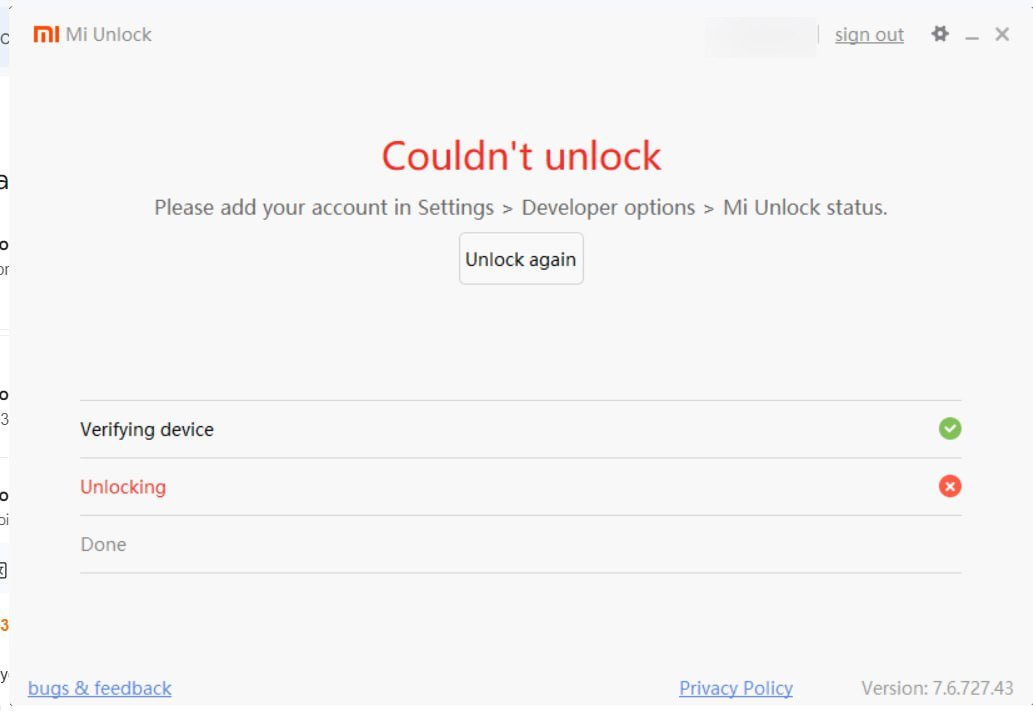 MI Mi Unlock
sign out
Couldn't unlock
Please add your account in Settings > Developer options > Mi Unlock status.
Unlock again
Verifying device
Unlocking
Done
bugs & feedback
Privacy Policy
Version: 7.6.727.43